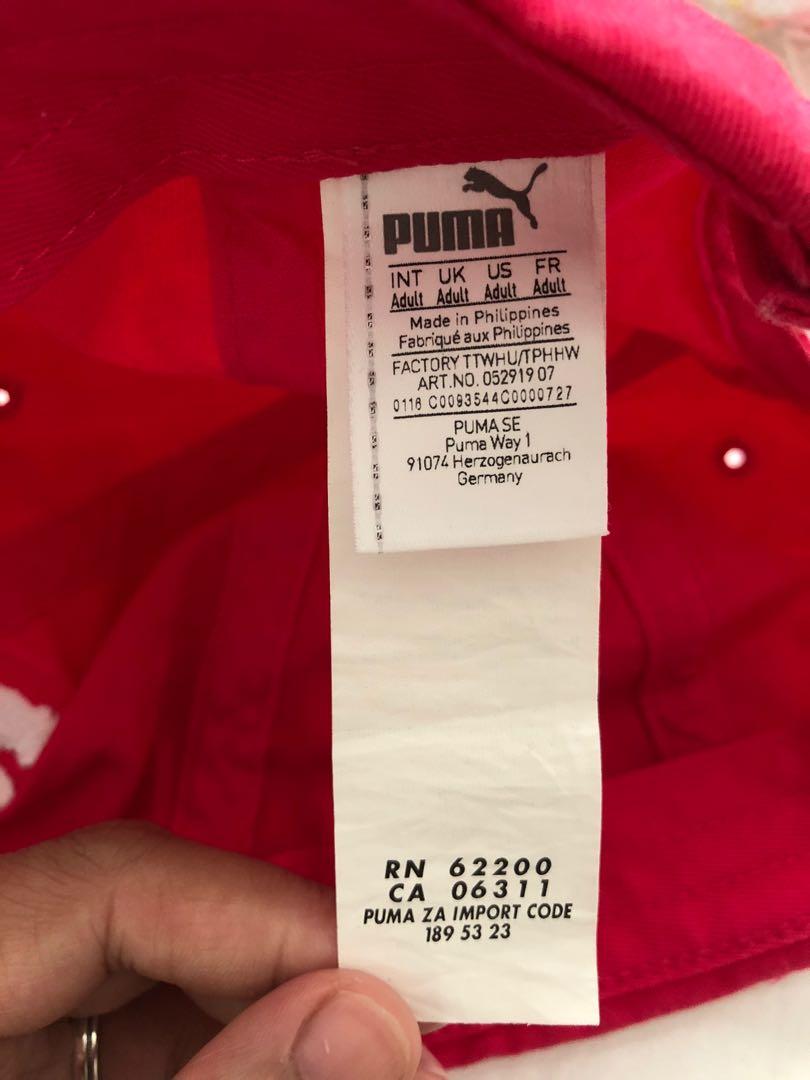 PUMA
INT UK US FR
Adult Adult Adult Adult
Made in Philippines
Fabriqué aux Philippines
FACTORY TTWHU/TPHHW
ART.NO. 052919 07
0116 C0093544C0000727
PUMA SE
Puma Way 1
91074 Herzogenaurach
Germany
RN 62200
CA 06311
PUMA ZA IMPORT CODE
189 53 23